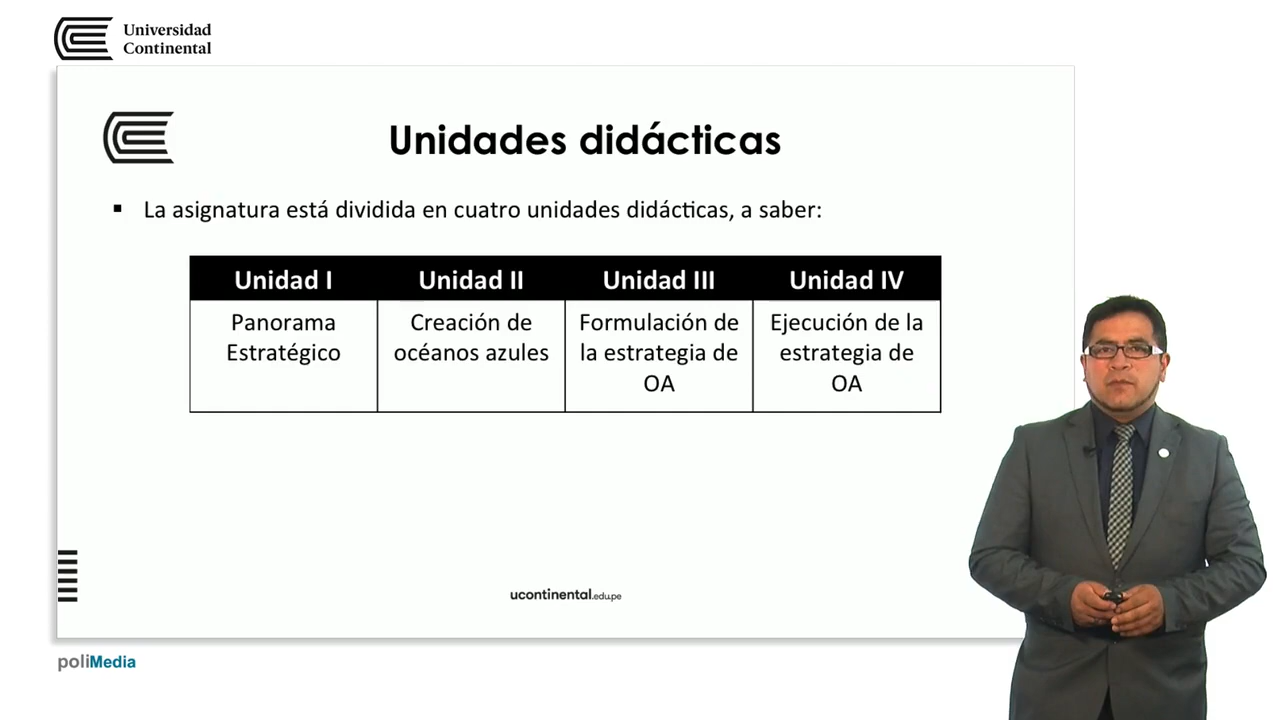 Universidad
Continental
Unidades didácticas
▪ La asignatura está dividida en cuatro unidades didácticas, a saber:
Unidad I Unidad II Unidad III Unidad IV
Panorama Creación de Formulación de Ejecución de la
Estratégico océanos azules la estrategia de estrategia de
OA OA
ucontinental.edu.pe
poliMedia